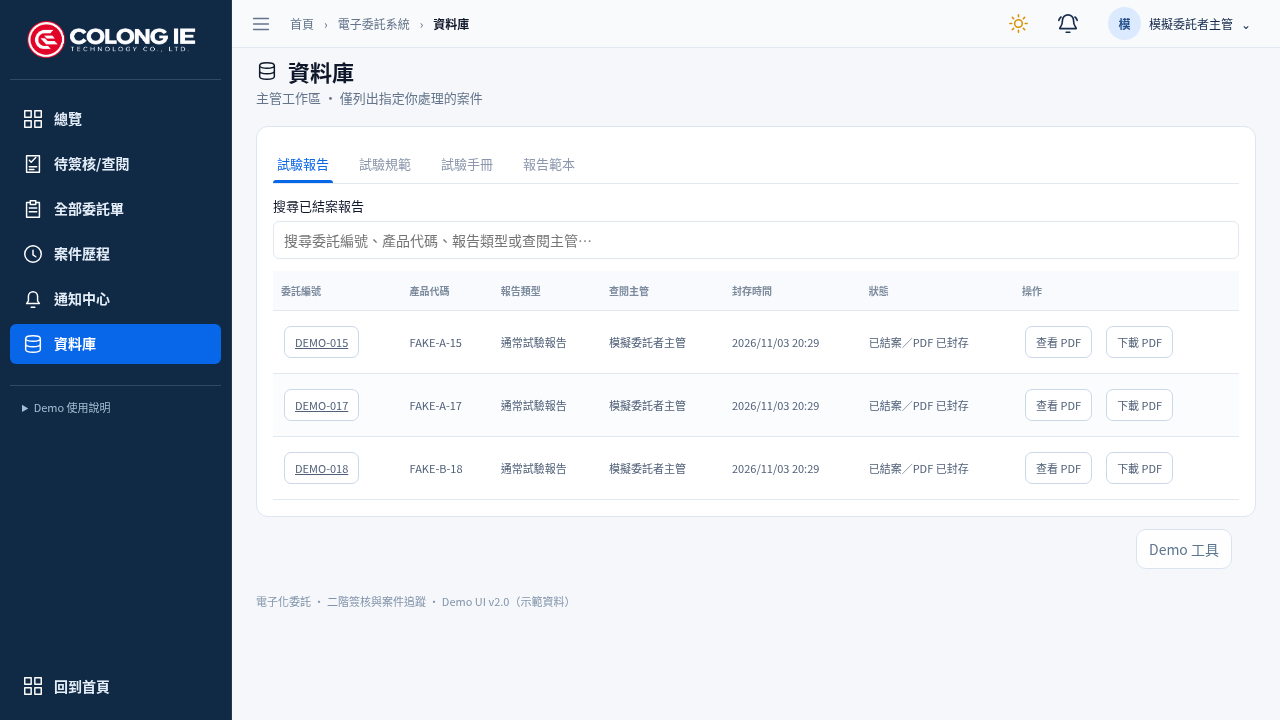 COLONG IE
TECHNOLOGY CO., LTD.
總覽
待簽核/查閱
全部委託單
案件歷程
通知中心
資料庫
Demo 使用說明
回到首頁
首頁 › 電子委託系統 › 資料庫
模 模擬委託者主管
資料庫
主管工作區 · 僅列出指定你處理的案件
試驗報告 試驗規範 試驗手冊 報告範本
搜尋已結案報告
搜尋委託編號、產品代碼、報告類型或查閱主管…
委託編號 產品代碼 報告類型 查閱主管 封存時間 狀態 操作
DEMO-015 FAKE-A-15 通常試驗報告 模擬委託者主管 2026/11/03 20:29 已結案／PDF 已封存 查看 PDF 下載 PDF
DEMO-017 FAKE-A-17 通常試驗報告 模擬委託者主管 2026/11/03 20:29 已結案／PDF 已封存 查看 PDF 下載 PDF
DEMO-018 FAKE-B-18 通常試驗報告 模擬委託者主管 2026/11/03 20:29 已結案／PDF 已封存 查看 PDF 下載 PDF
Demo 工具
電子化委託 · 二階簽核與案件追蹤 · Demo UI v2.0（示範資料）